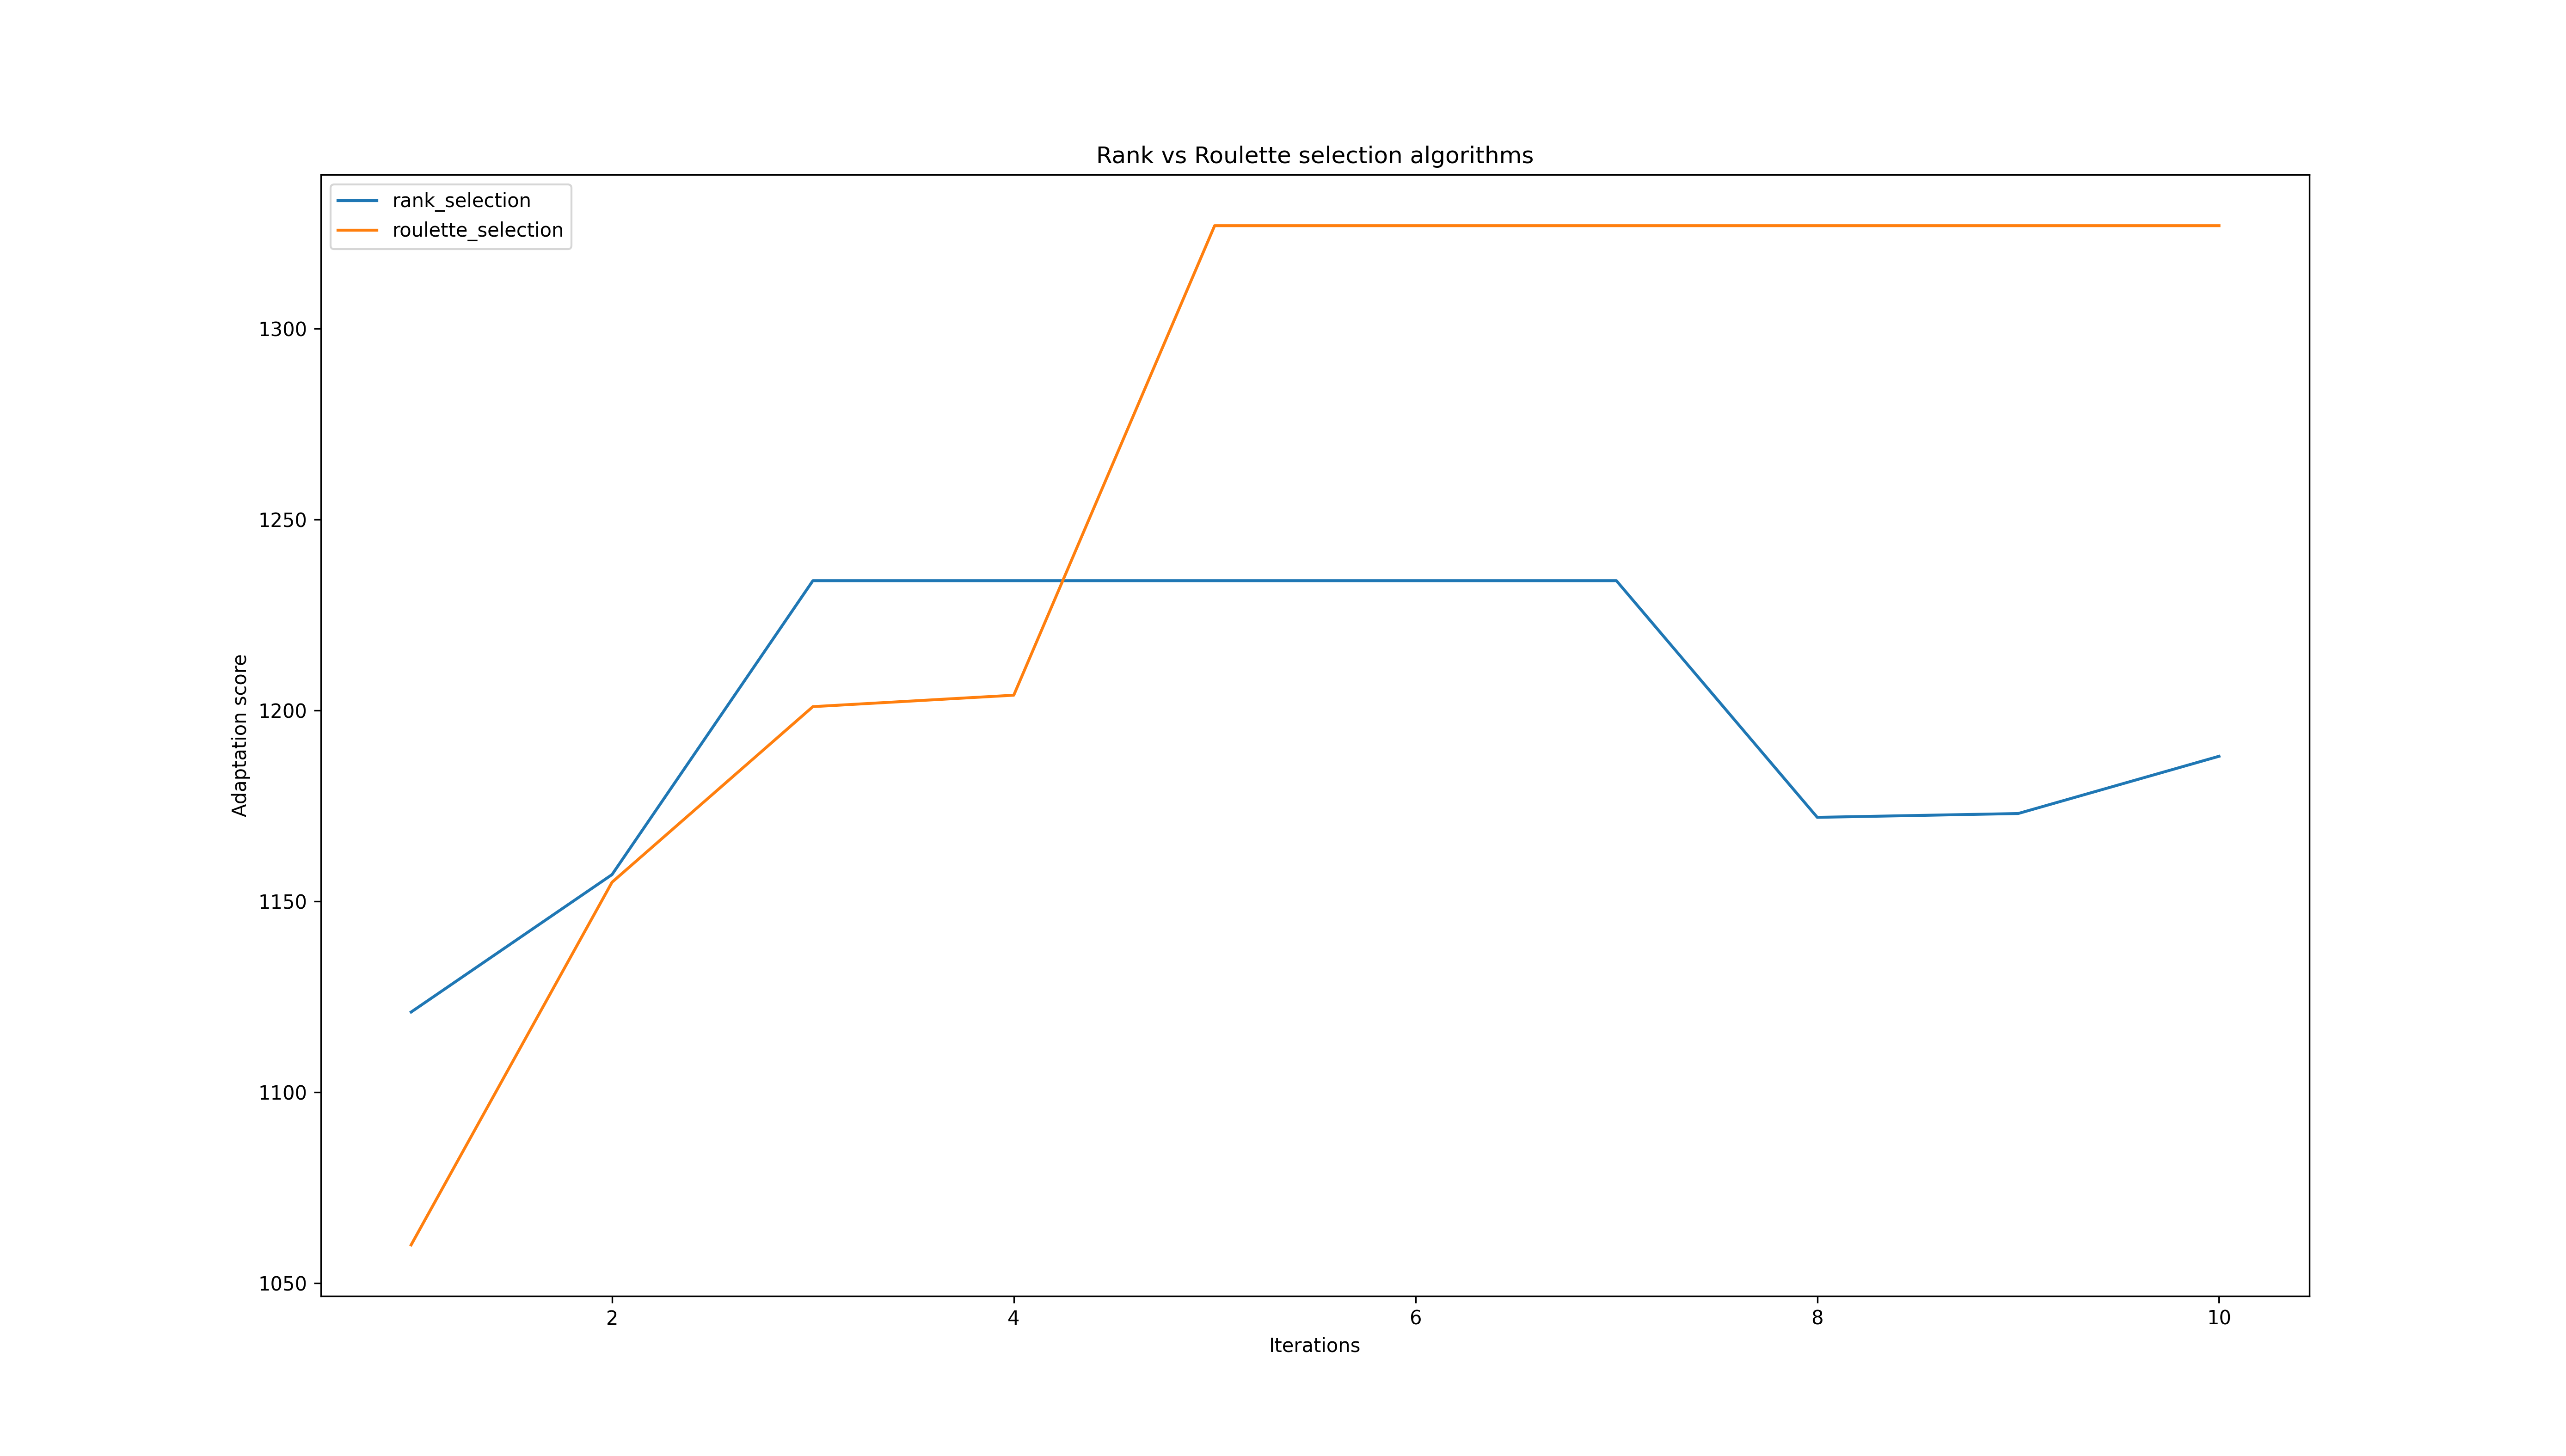 Rank vs Roulette selection algorithms
rank_selection
roulette_selection
1300
1250
1200
1150
1100
1050
Adaptation score
2 4 6 8 10
Iterations